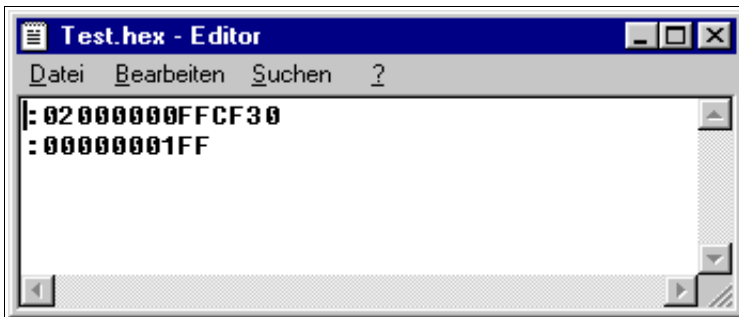 Test.hex - Editor
Datei Bearbeiten Suchen ?
:02000000FFCF30
:00000001FF